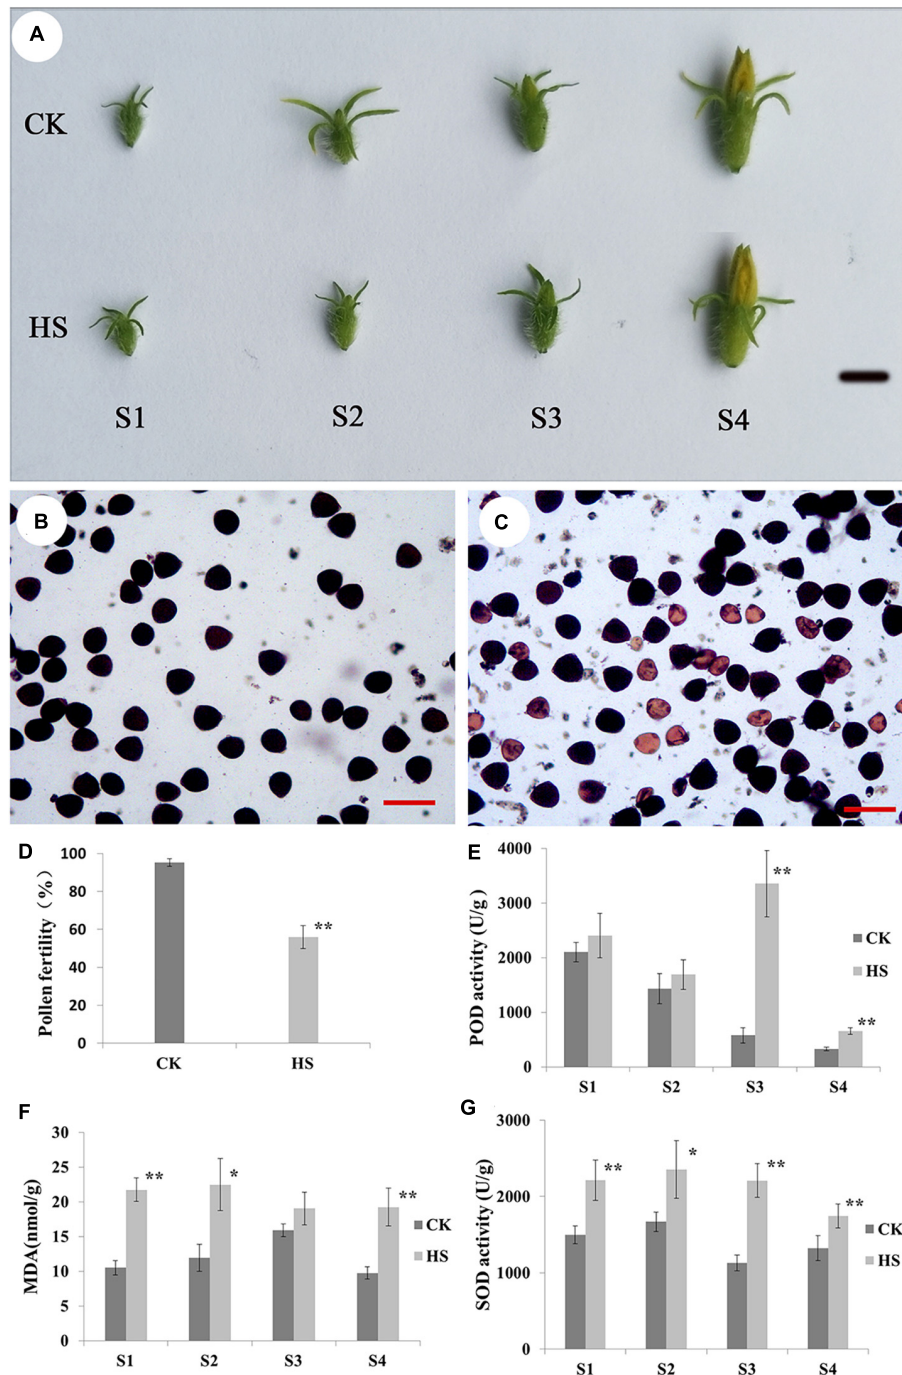 A
CK
HS
S1 S2 S3 S4
B
C
D
Pollen fertility (%)
100
80
60
40
20
0
**
CK HS
E
POD activity (U/g)
4000
3000
2000
1000
0
**
**
CK
HS
S1 S2 S3 S4
F
MDA(nmol/g)
30
25
20
15
10
5
0
**
*
**
CK
HS
S1 S2 S3 S4
G
SOD activity (U/g)
3000
2000
1000
0
**
*
**
**
CK
HS
S1 S2 S3 S4